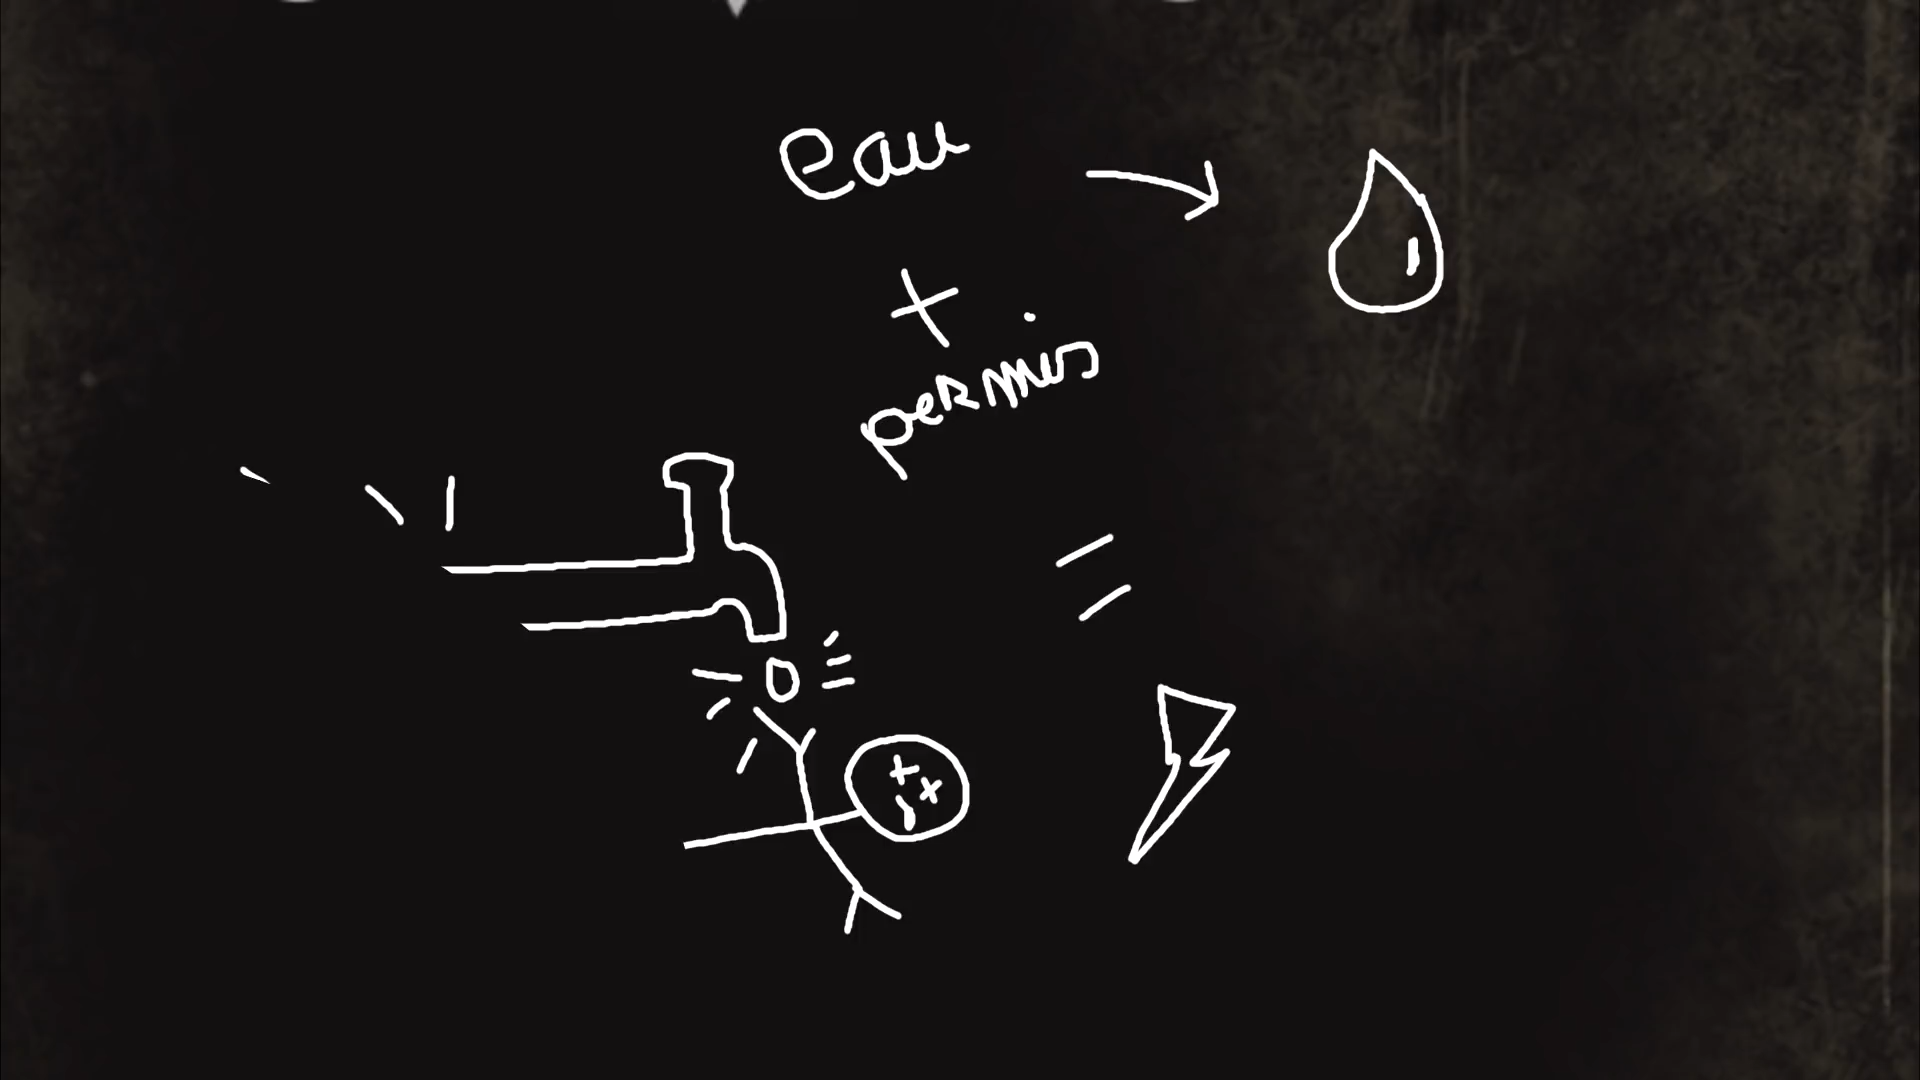 eau
+
permis
=